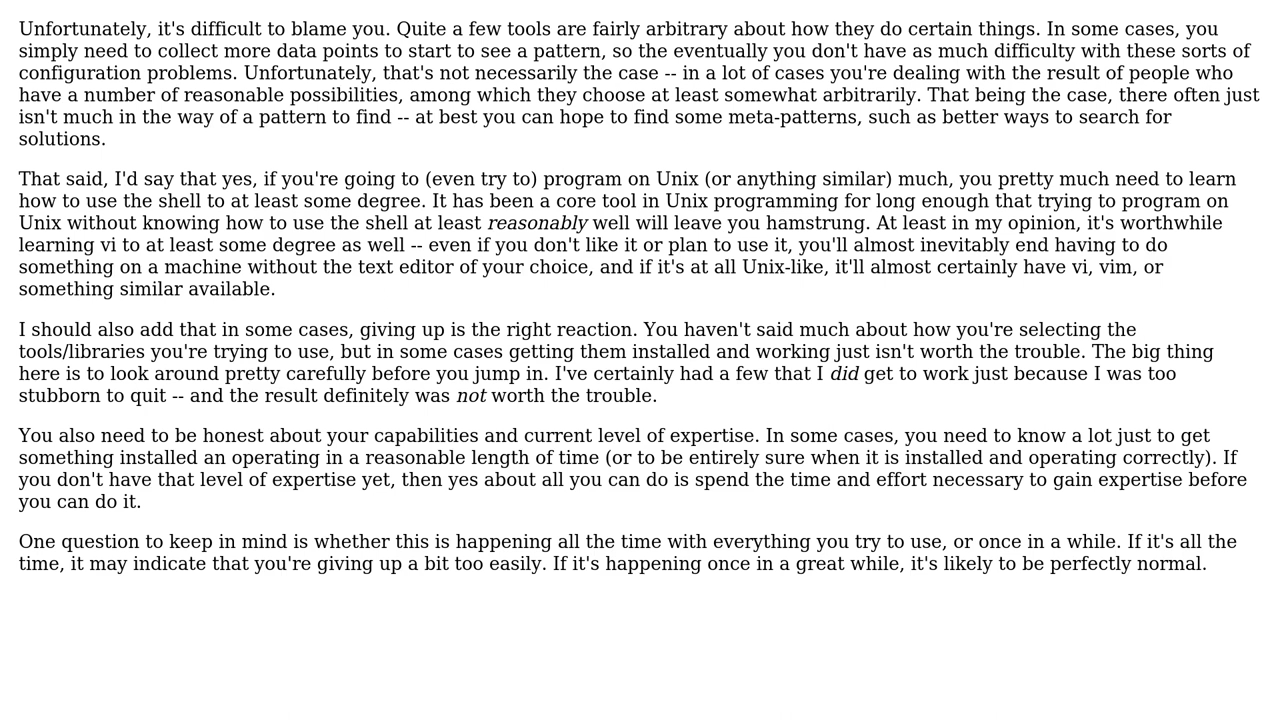 Unfortunately, it's difficult to blame you. Quite a few tools are fairly arbitrary about how they do certain things. In some cases, you
simply need to collect more data points to start to see a pattern, so the eventually you don't have as much difficulty with these sorts of
configuration problems. Unfortunately, that's not necessarily the case -- in a lot of cases you're dealing with the result of people who
have a number of reasonable possibilities, among which they choose at least somewhat arbitrarily. That being the case, there often just
isn't much in the way of a pattern to find -- at best you can hope to find some meta-patterns, such as better ways to search for
solutions.
That said, I'd say that yes, if you're going to (even try to) program on Unix (or anything similar) much, you pretty much need to learn
how to use the shell to at least some degree. It has been a core tool in Unix programming for long enough that trying to program on
Unix without knowing how to use the shell at least reasonably well will leave you hamstrung. At least in my opinion, it's worthwhile
learning vi to at least some degree as well -- even if you don't like it or plan to use it, you'll almost inevitably end having to do
something on a machine without the text editor of your choice, and if it's at all Unix-like, it'll almost certainly have vi, vim, or
something similar available.
I should also add that in some cases, giving up is the right reaction. You haven't said much about how you're selecting the
tools/libraries you're trying to use, but in some cases getting them installed and working just isn't worth the trouble. The big thing
here is to look around pretty carefully before you jump in. I've certainly had a few that I did get to work just because I was too
stubborn to quit -- and the result definitely was not worth the trouble.
You also need to be honest about your capabilities and current level of expertise. In some cases, you need to know a lot just to get
something installed an operating in a reasonable length of time (or to be entirely sure when it is installed and operating correctly). If
you don't have that level of expertise yet, then yes about all you can do is spend the time and effort necessary to gain expertise before
you can do it.
One question to keep in mind is whether this is happening all the time with everything you try to use, or once in a while. If it's all the
time, it may indicate that you're giving up a bit too easily. If it's happening once in a great while, it's likely to be perfectly normal.